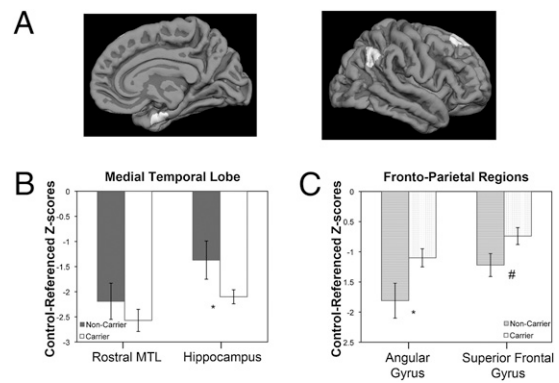 A
B
Medial Temporal Lobe
Control-Referenced Z-scores
0
-.5
-1
-1.5
-2
-2.5
-3
Non-Carrier
Carrier
*
Rostral MTL
Hippocampus
C
Fronto-Parietal Regions
Control-Referenced Z-scores
0
-.5
-1
-1.5
-2
2.5
Non-Carrier
Carrier
*
#
Angular
Gyrus
Superior Frontal
Gyrus